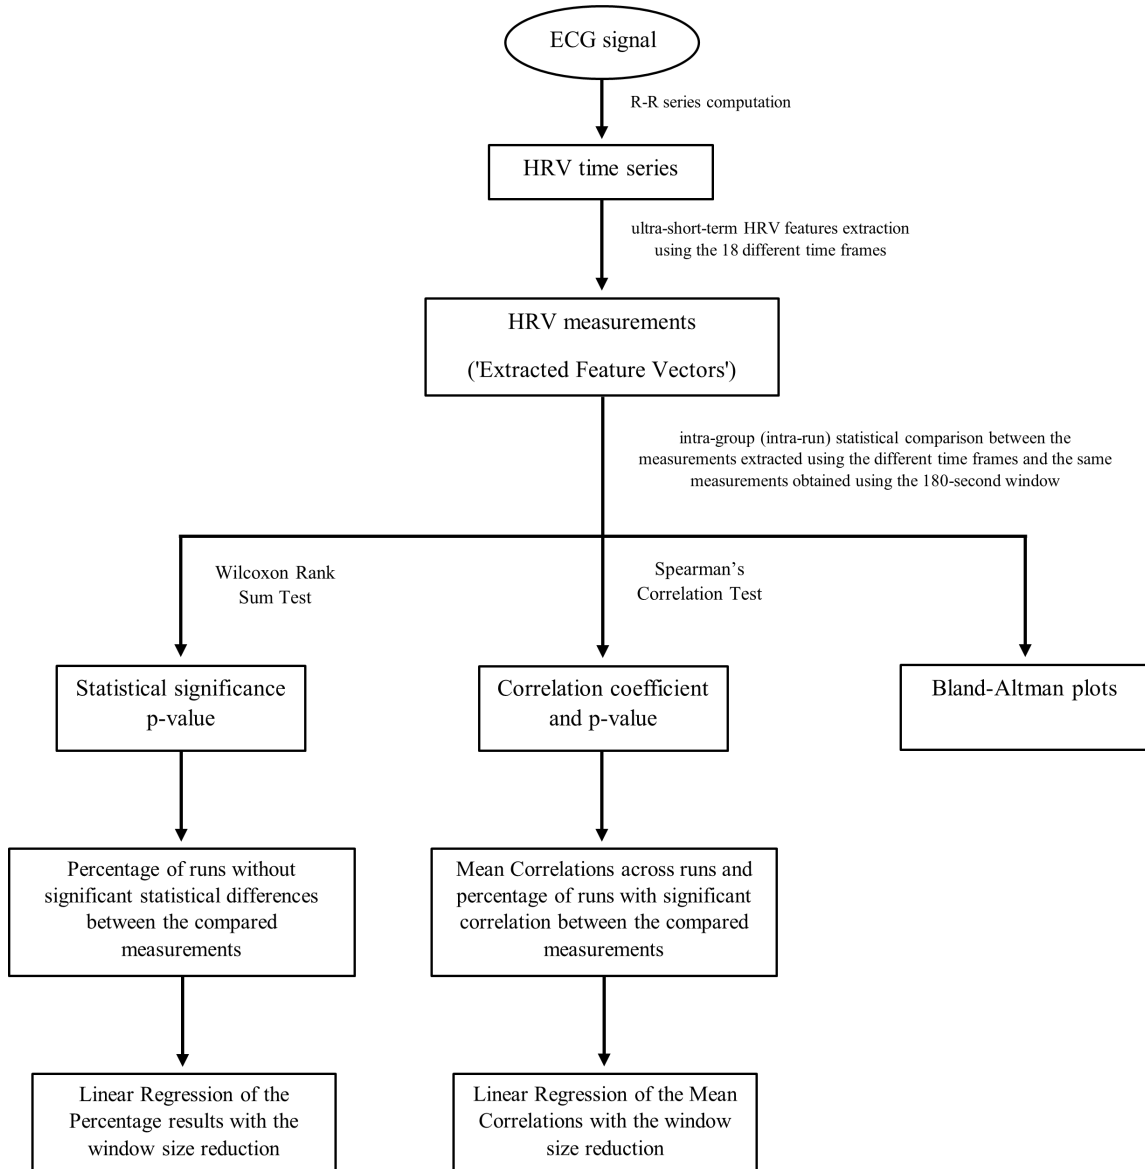 ECG signal
R-R series computation
HRV time series
ultra-short-term HRV features extraction
using the 18 different time frames
HRV measurements
('Extracted Feature Vectors')
intra-group (intra-run) statistical comparison between the
measurements extracted using the different time frames and the same
measurements obtained using the 180-second window
Wilcoxon Rank
Sum Test
Spearman's
Correlation Test
Statistical significance
p-value
Correlation coefficient
and p-value
Bland-Altman plots
Percentage of runs without
significant statistical differences
between the compared
measurements
Mean Correlations across runs and
percentage of runs with significant
correlation between the compared
measurements
Linear Regression of the
Percentage results with the
window size reduction
Linear Regression of the Mean
Correlations with the window
size reduction